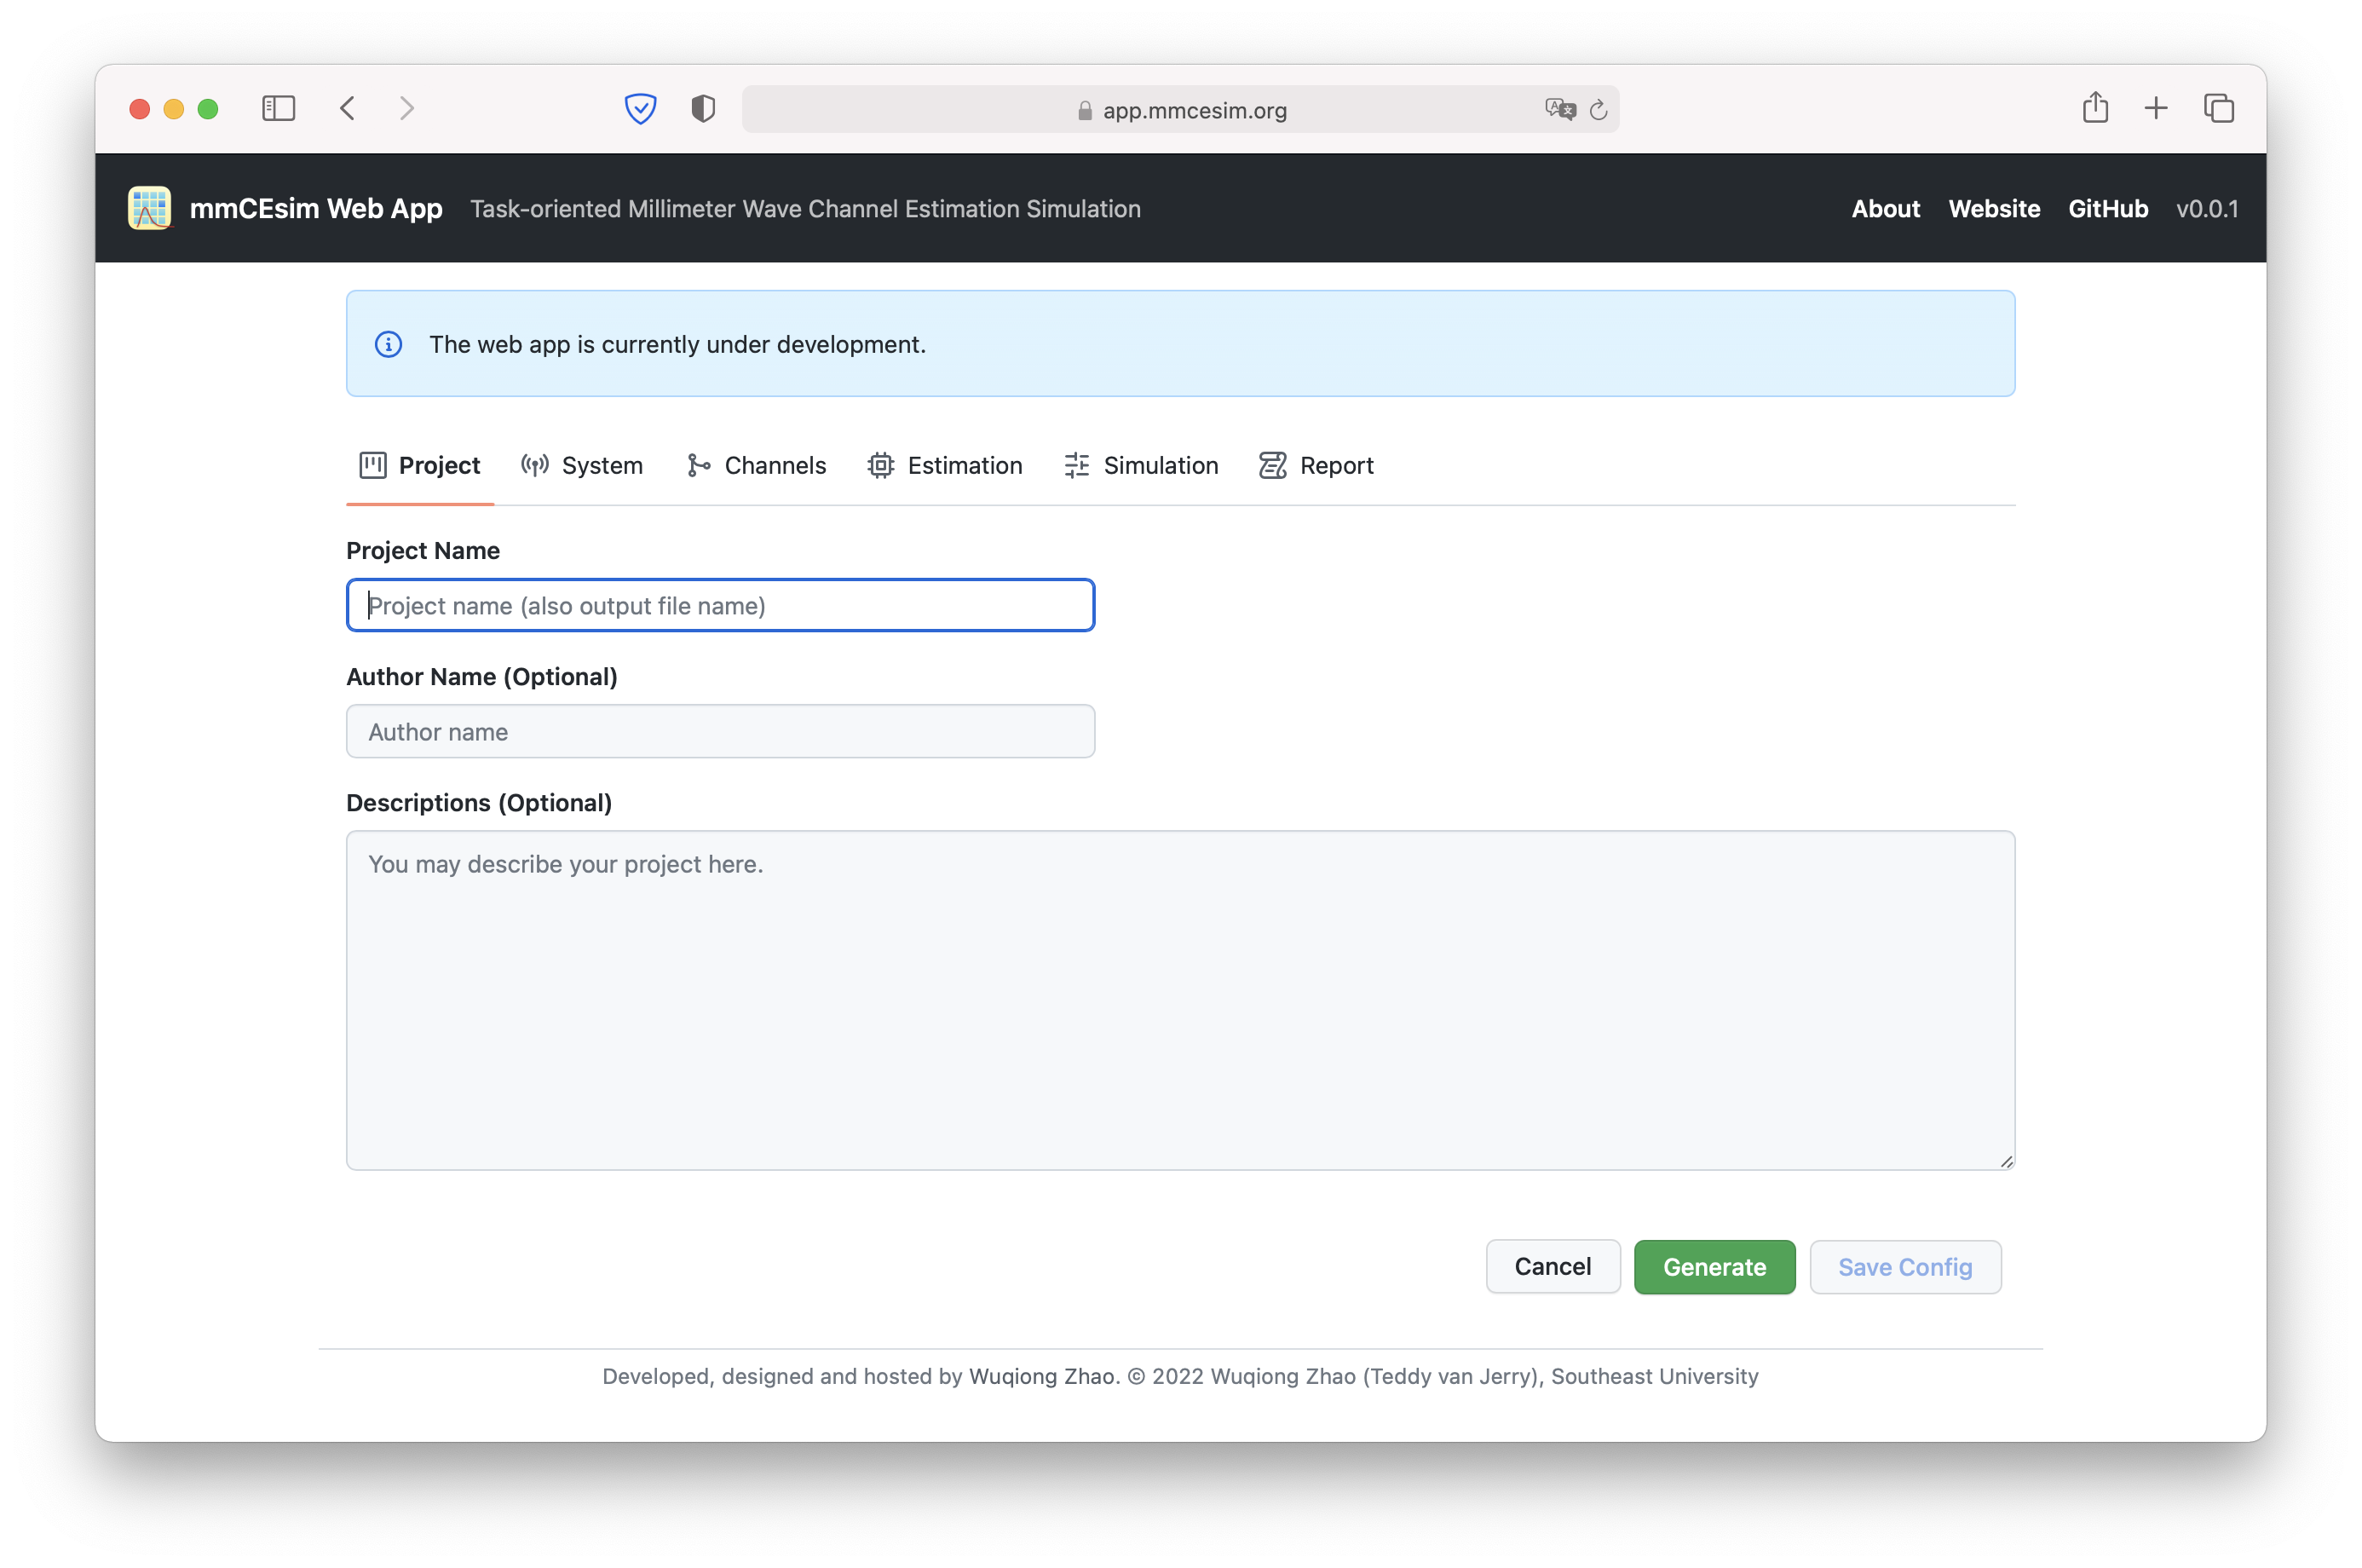 app.mmcesim.org
mmCEsim Web App Task-oriented Millimeter Wave Channel Estimation Simulation About Website GitHub v0.0.1
The web app is currently under development.
Project System Channels Estimation Simulation Report
Project Name
Project name (also output file name)
Author Name (Optional)
Author name
Descriptions (Optional)
You may describe your project here.
Cancel Generate Save Config
Developed, designed and hosted by Wuqiong Zhao. © 2022 Wuqiong Zhao (Teddy van Jerry), Southeast University